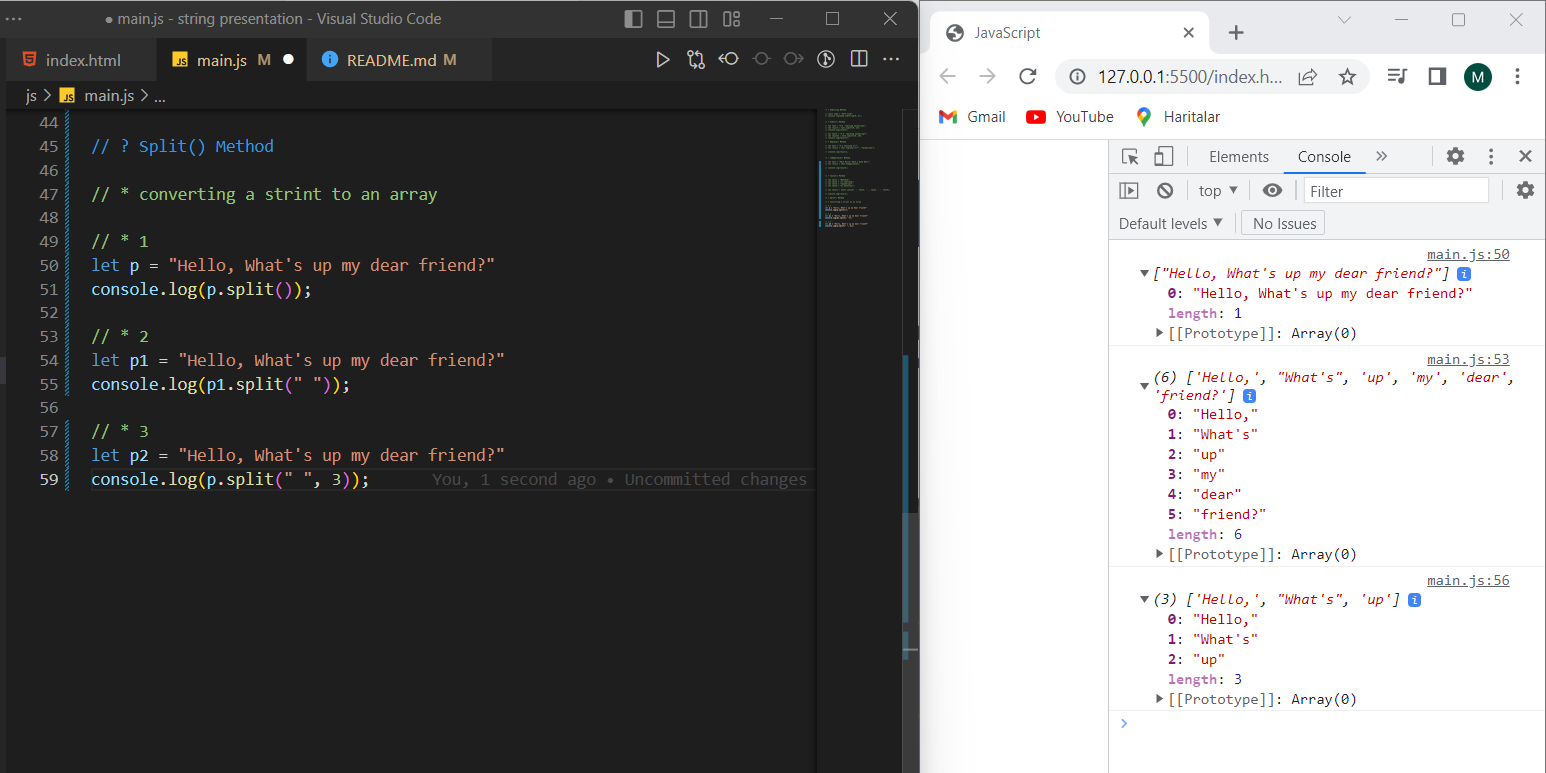 main.js - string presentation - Visual Studio Code
index.html
JS main.js M
README.md M
js > JS main.js > ...
44
45 // ? Split() Method
46
47 // * converting a strint to an array
48
49 // * 1
50 let p = "Hello, What's up my dear friend?"
51 console.log(p.split());
52
53 // * 2
54 let p1 = "Hello, What's up my dear friend?"
55 console.log(p1.split(" "));
56
57 // * 3
58 let p2 = "Hello, What's up my dear friend?"
59 console.log(p.split(" ", 3)); You, 1 second ago • Uncommitted changes
JavaScript
127.0.0.1:5500/index.h...
M
Gmail
YouTube
Haritalar
Elements
Console
top
Filter
Default levels
No Issues
main.js:50
["Hello, What's up my dear friend?"] i
0: "Hello, What's up my dear friend?"
length: 1
[[Prototype]]: Array(0)
main.js:53
(6) ['Hello,', "What's", 'up', 'my', 'dear',
'friend?'] i
0: "Hello,"
1: "What's"
2: "up"
3: "my"
4: "dear"
5: "friend?"
length: 6
[[Prototype]]: Array(0)
main.js:56
(3) ['Hello,', "What's", 'up'] i
0: "Hello,"
1: "What's"
2: "up"
length: 3
[[Prototype]]: Array(0)